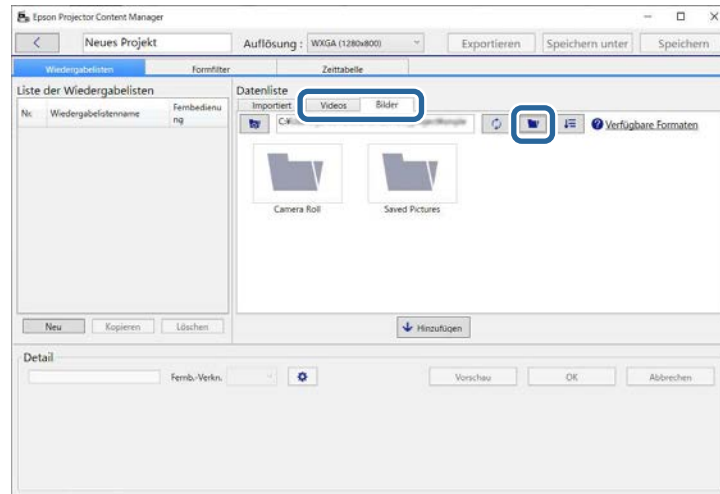 Epson Projector Content Manager
Neues Projekt
Auflösung : WXGA (1280x800)
Exportieren
Speichern unter
Speichern
Wiedergabelisten
Formfilter
Zeittabelle
Liste der Wiedergabelisten
Nr.
Wiedergabelistenname
Fernbedienu
ng
Datenliste
Importiert
Videos
Bilder
Verfügbare Formaten
Camera Roll
Saved Pictures
Neu
Kopieren
Löschen
Hinzufügen
Detail
Fernb.-Verkn.
Vorschau
OK
Abbrechen